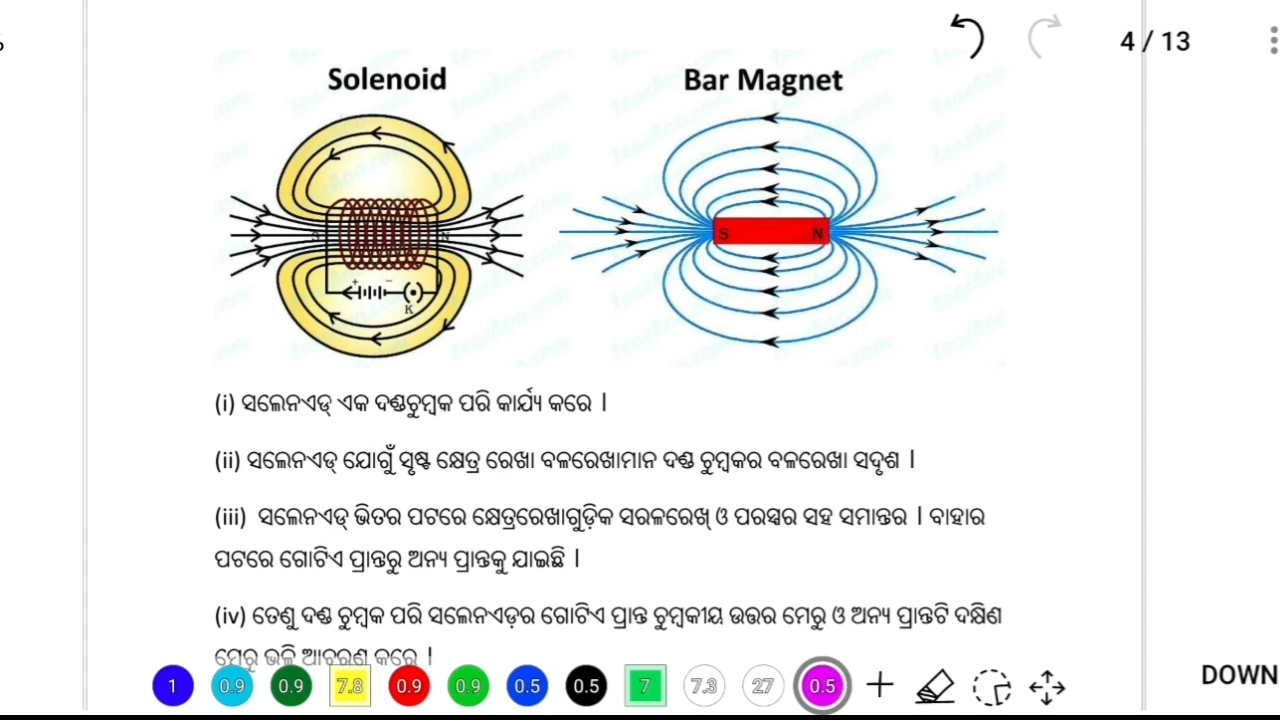 4 / 13
Solenoid
Bar Magnet
S N
+ −
K
(i) ସଲେନଏଡ୍ ଏକ ଦଣ୍ଡଚୁମ୍ବକ ପରି କାର୍ଯ୍ୟ କରେ ।
(ii) ସଲେନଏଡ୍ ଯୋଗୁଁ ସୃଷ୍ଟ କ୍ଷେତ୍ର ରେଖା ବଳରେଖାମାନ ଦଣ୍ଡ ଚୁମ୍ବକର ବଳରେଖା ସଦୃଶ ।
(iii) ସଲେନଏଡ୍ ଭିତର ପଟରେ କ୍ଷେତ୍ରରେଖାଗୁଡ଼ିକ ସରଳରେଖ୍ ଓ ପରସ୍ପର ସହ ସମାନ୍ତର । ବାହାର
ପଟରେ ଗୋଟିଏ ପ୍ରାନ୍ତରୁ ଅନ୍ୟ ପ୍ରାନ୍ତକୁ ଯାଇଛି ।
(iv) ତେଣୁ ଦଣ୍ଡ ଚୁମ୍ବକ ପରି ସଲେନଏଡ଼ର ଗୋଟିଏ ପ୍ରାନ୍ତ ଚୁମ୍ବକୀୟ ଉତ୍ତର ମେରୁ ଓ ଅନ୍ୟ ପ୍ରାନ୍ତଟି ଦକ୍ଷିଣ
ମେରୁ ଭଳି ଆଚରଣ କରେ ।
1 0.9 0.9 7.8 0.9 0.9 0.5 0.5 7 7.3 27 0.5
DOWN